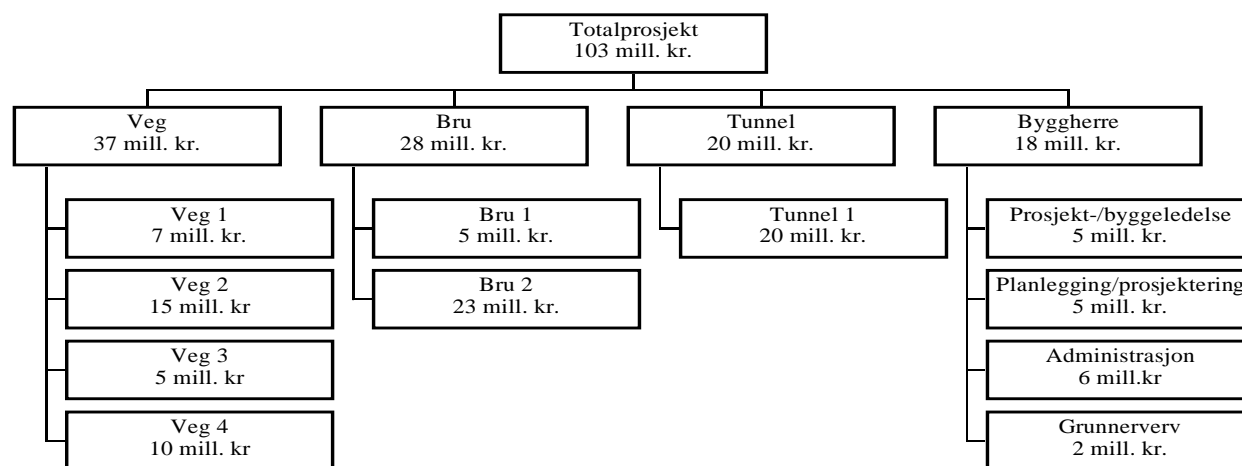 Totalprosjekt
103 mill. kr.
Veg
37 mill. kr.
Bru
28 mill. kr.
Tunnel
20 mill. kr.
Byggherre
18 mill. kr.
Veg 1
7 mill. kr.
Veg 2
15 mill. kr
Veg 3
5 mill. kr
Veg 4
10 mill. kr.
Bru 1
5 mill. kr.
Bru 2
23 mill. kr.
Tunnel 1
20 mill. kr.
Prosjekt-/byggeledelse
5 mill. kr.
Planlegging/prosjektering
5 mill. kr.
Administrasjon
6 mill.kr
Grunnerverv
2 mill. kr.